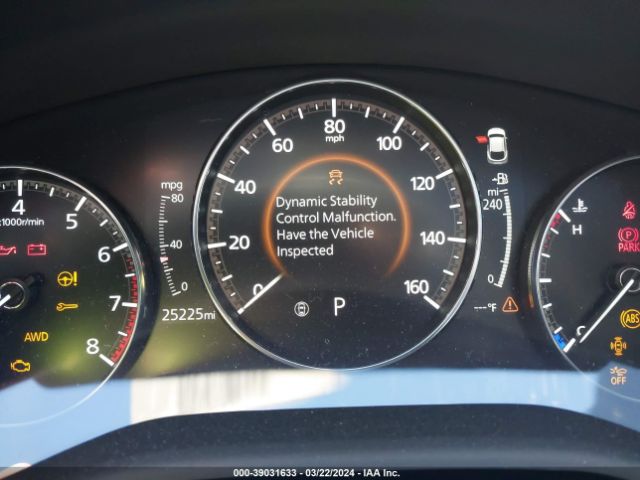 4
5
6
7
8
x1000r/min
AWD
mpg
80
40
0
25225mi
0
20
40
60
80
mph
100
120
140
160
Dynamic Stability
Control Malfunction.
Have the Vehicle
Inspected
P
mi
240
0
---°F
H
C
P
PARK
ABS
OFF
000-39031633 - 03/22/2024 - IAA Inc.